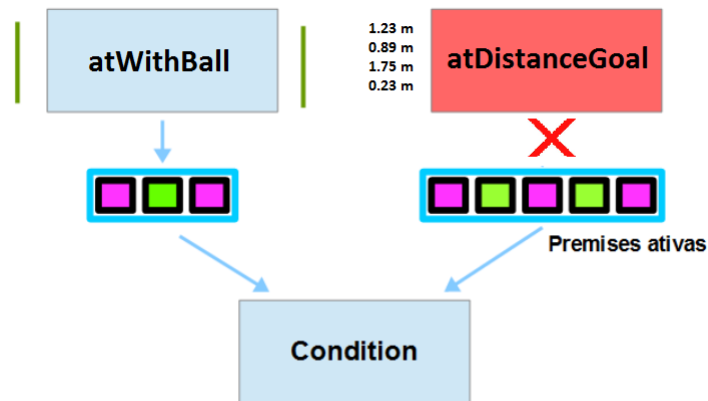 atWithBall
1.23 m
0.89 m
1.75 m
0.23 m
atDistanceGoal
Premises ativas
Condition